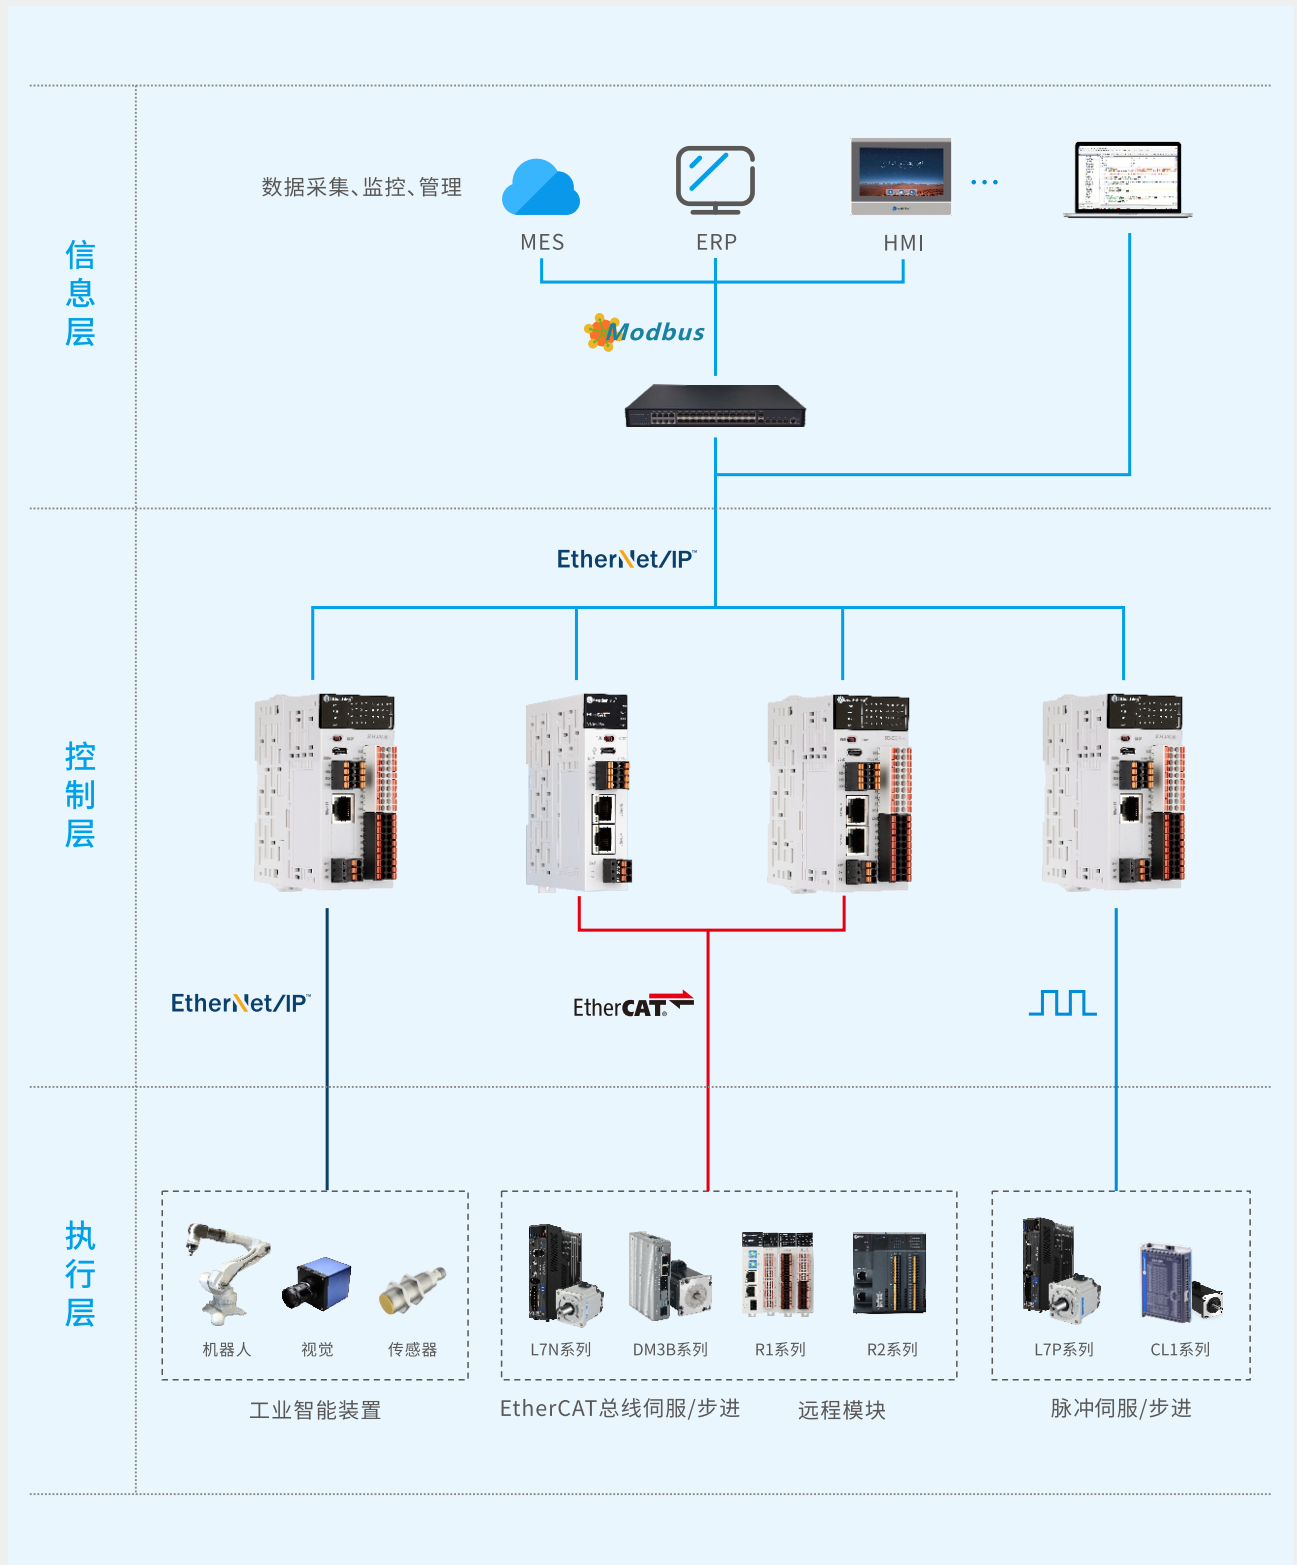 信息层
数据采集、监控、管理
MES
ERP
HMI
Modbus
EtherNet/IP™
控制层
EtherNet/IP™
EtherCAT®
执行层
机器人
视觉
传感器
L7N系列
DM3B系列
R1系列
R2系列
L7P系列
CL1系列
工业智能装置
EtherCAT总线伺服/步进
远程模块
脉冲伺服/步进